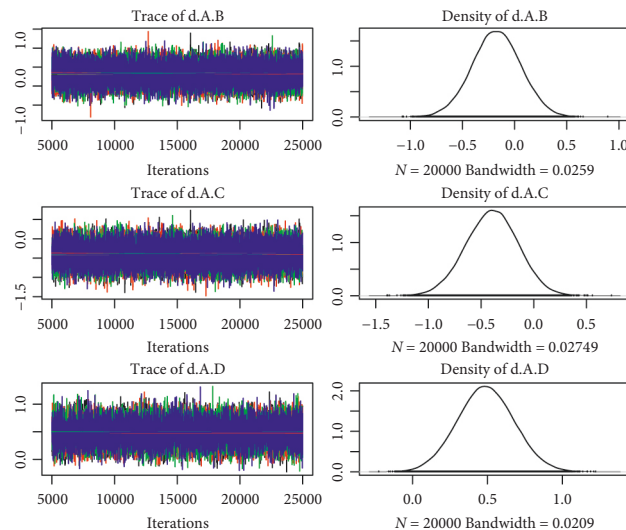 Trace of d.A.B
1.0
0.0
−1.0
5000 10000 15000 20000 25000
Iterations
Density of d.A.B
1.0
0.0
−1.0 −0.5 0.0 0.5 1.0
N = 20000 Bandwidth = 0.0259
Trace of d.A.C
0.0
−1.5
5000 10000 15000 20000 25000
Iterations
Density of d.A.C
1.0
0.0
−1.5 −1.0 −0.5 0.0 0.5
N = 20000 Bandwidth = 0.02749
Trace of d.A.D
1.0
0.0
5000 10000 15000 20000 25000
Iterations
Density of d.A.D
2.0
1.0
0.0
0.0 0.5 1.0
N = 20000 Bandwidth = 0.0209